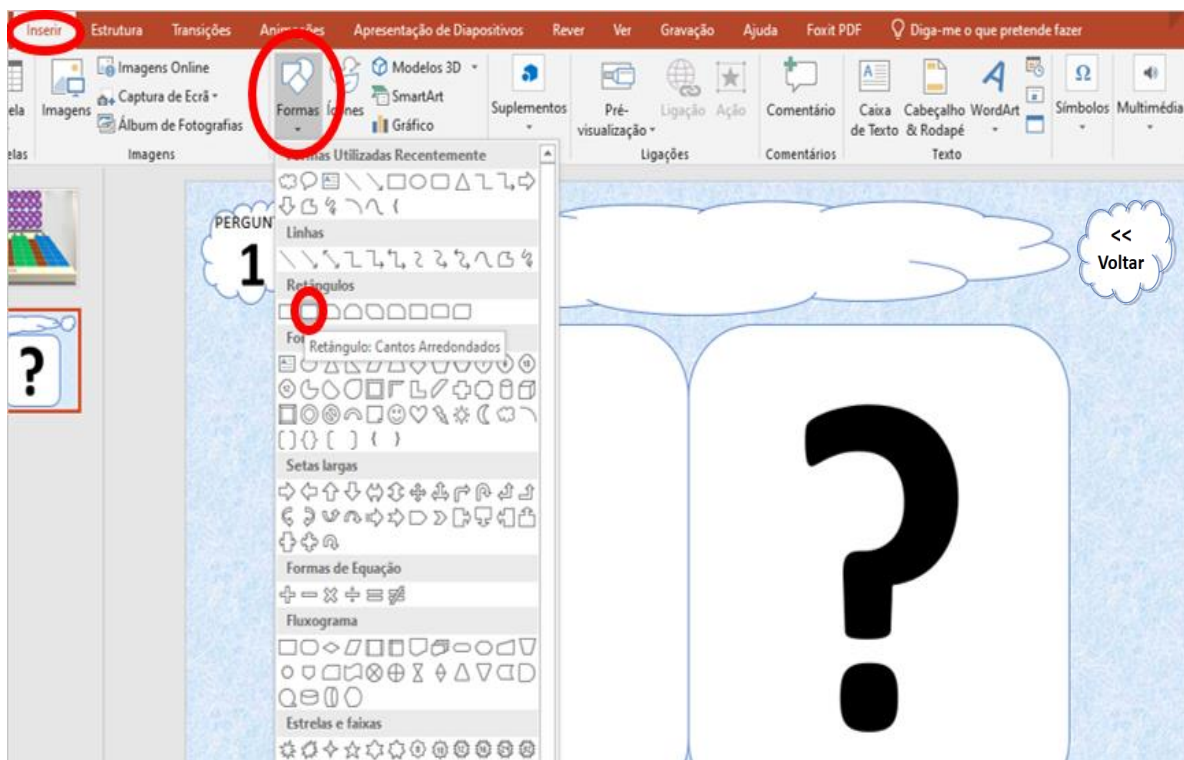 Inserir Estrutura Transições Animações Apresentação de Diapositivos Rever Ver Gravação Ajuda Foxit PDF Diga-me o que pretende fazer
Imagens Online
Captura de Ecrã
Álbum de Fotografias
Imagens
Imagens
Formas
Ícones
Modelos 3D
SmartArt
Gráfico
Suplementos
Pré-visualização
Ligação
Ação
Ligações
Comentário
Comentários
Caixa de Texto
Cabeçalho & Rodapé
WordArt
Texto
Símbolos
Multimédia
Formas Utilizadas Recentemente
Linhas
Retângulos
Retângulo: Cantos Arredondados
Setas largas
Formas de Equação
Fluxograma
Estrelas e faixas
1
<<
Voltar
?
?